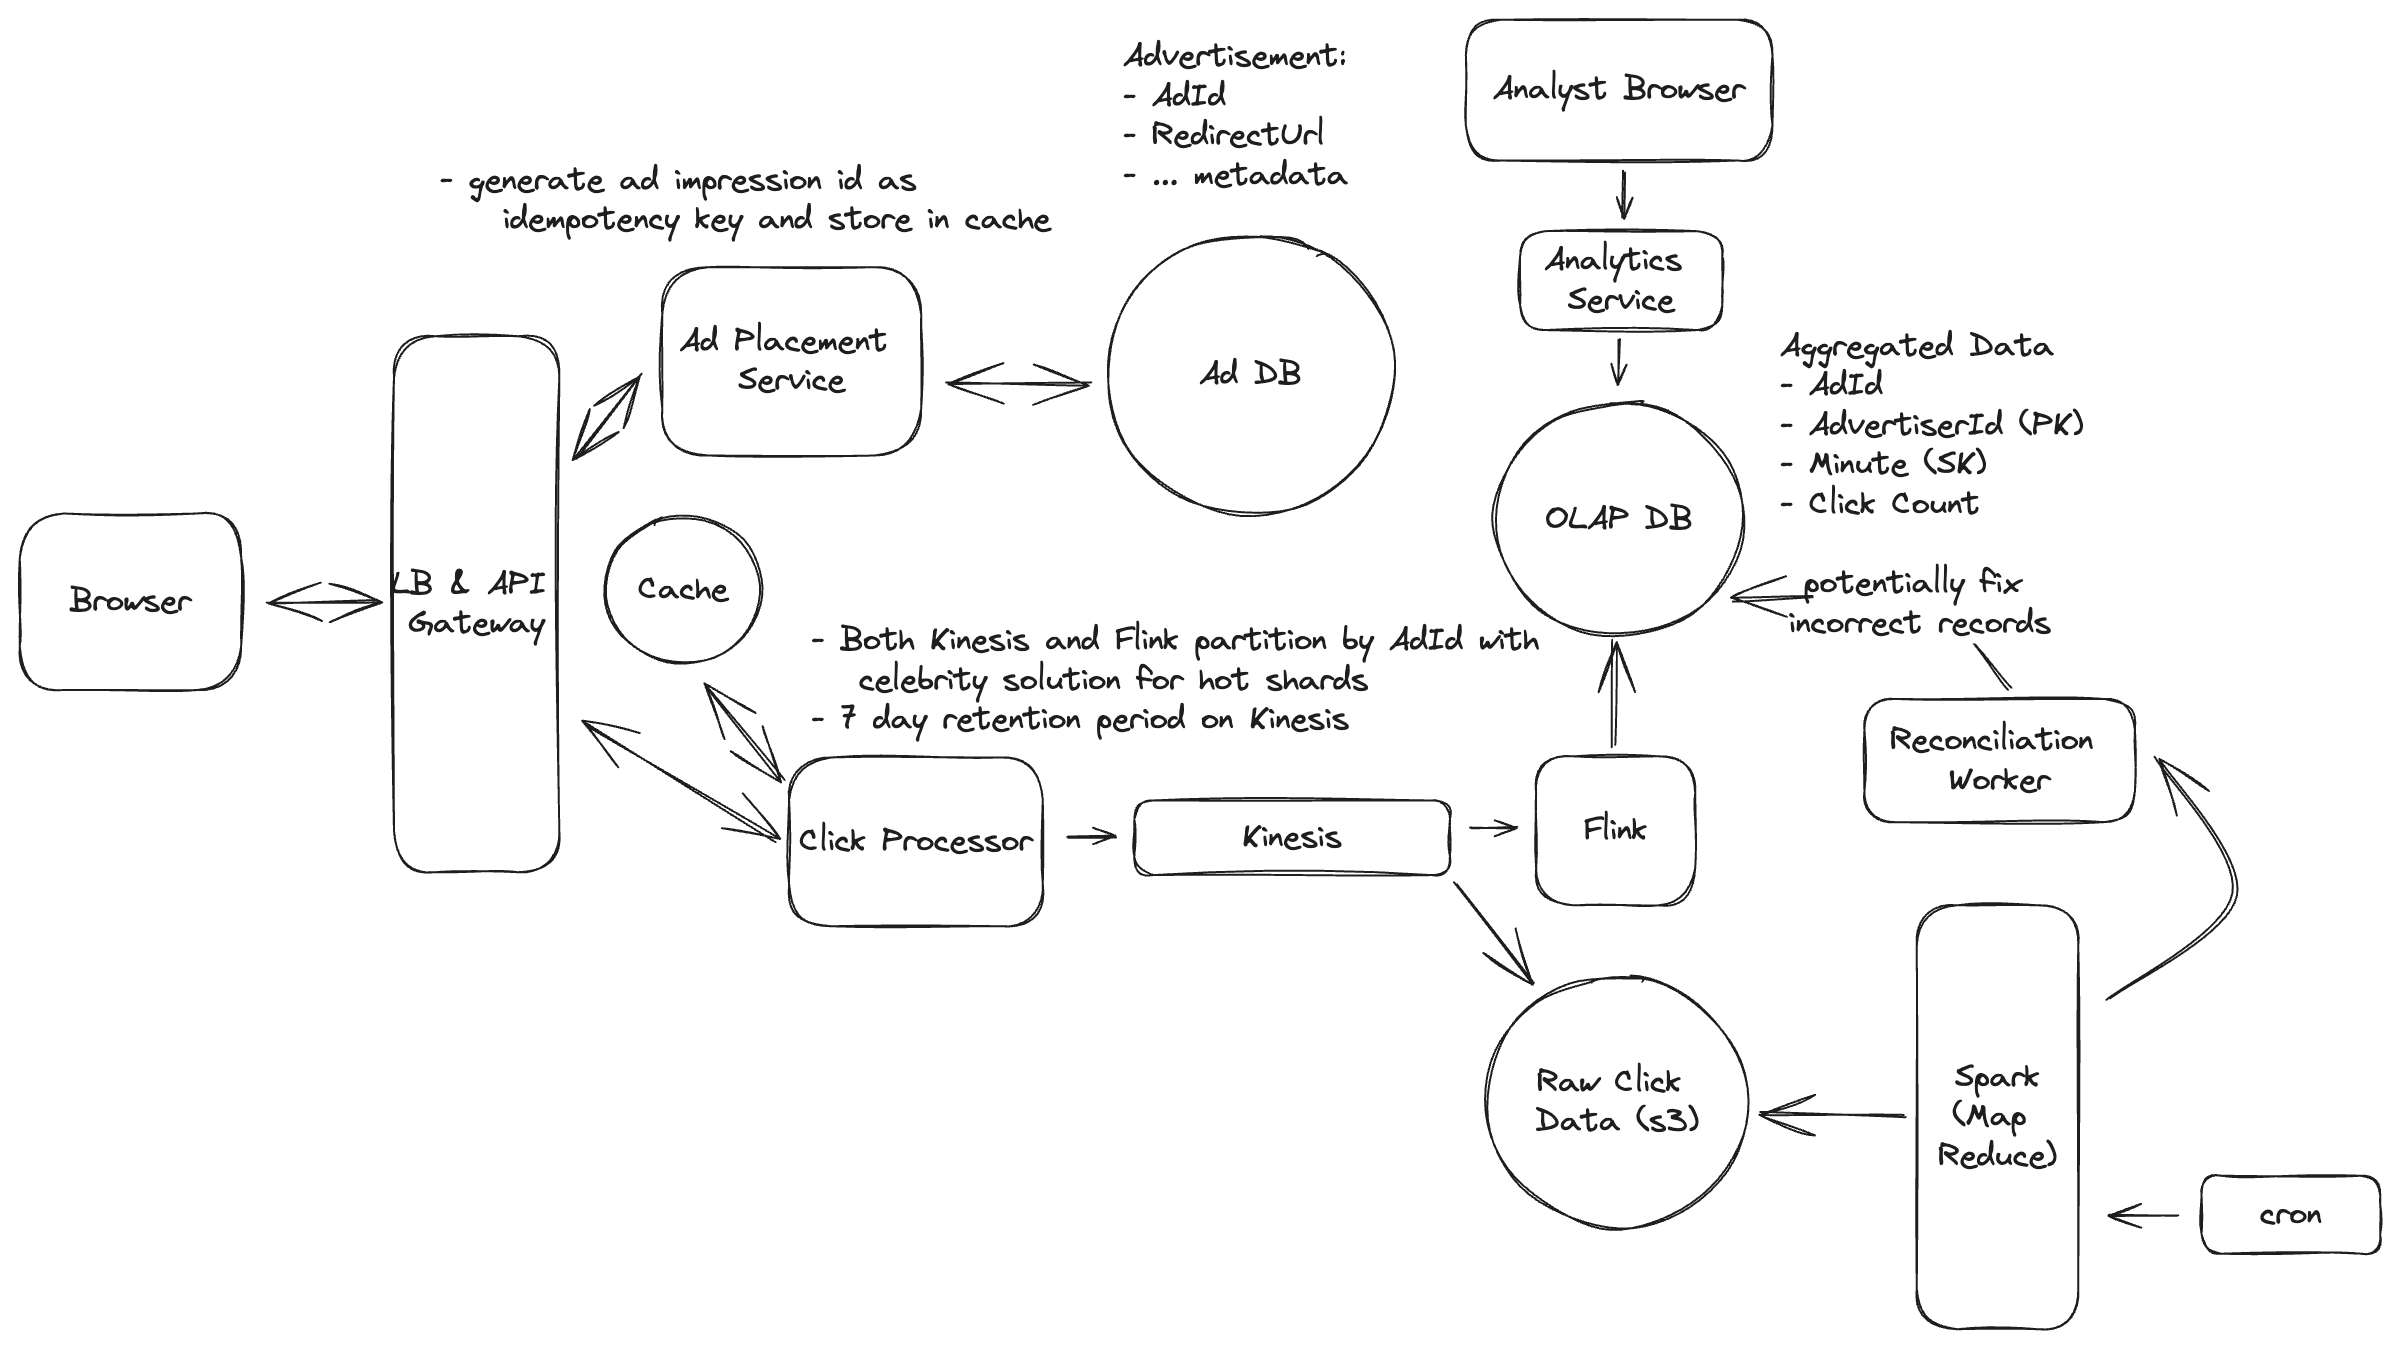 Advertisement:
- AdId
- RedirectUrl
- ... metadata
Analyst Browser
- generate ad impression id as
idempotency key and store in cache
Analytics
Service
Ad Placement
Service
Ad DB
Aggregated Data
- AdId
- AdvertiserId (PK)
- Minute (SK)
- Click Count
OLAP DB
Browser
LB & API
Gateway
Cache
potentially fix
incorrect records
- Both Kinesis and Flink partition by AdId with
celebrity solution for hot shards
- 7 day retention period on Kinesis
Reconciliation
Worker
Click Processor
Kinesis
Flink
Raw Click
Data (s3)
Spark
(Map
Reduce)
cron